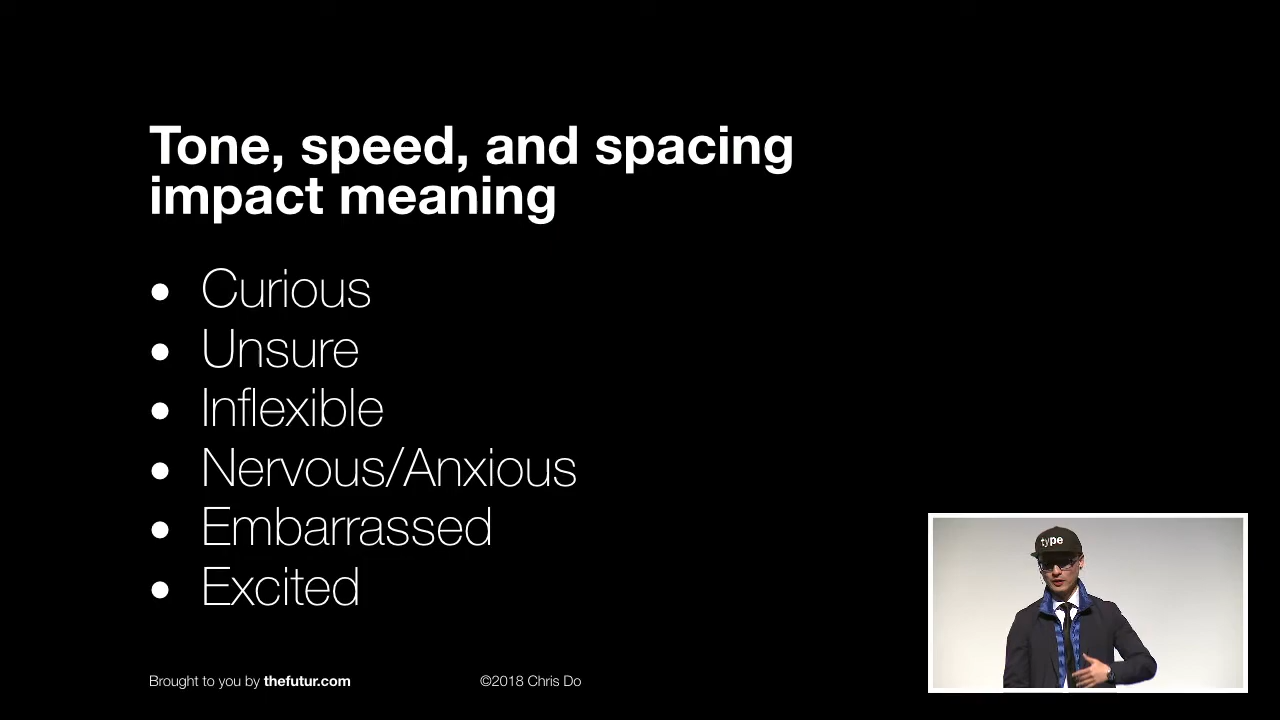 Tone, speed, and spacing
impact meaning
• Curious
• Unsure
• Inflexible
• Nervous/Anxious
• Embarrassed
• Excited
type
Brought to you by thefutur.com
©2018 Chris Do